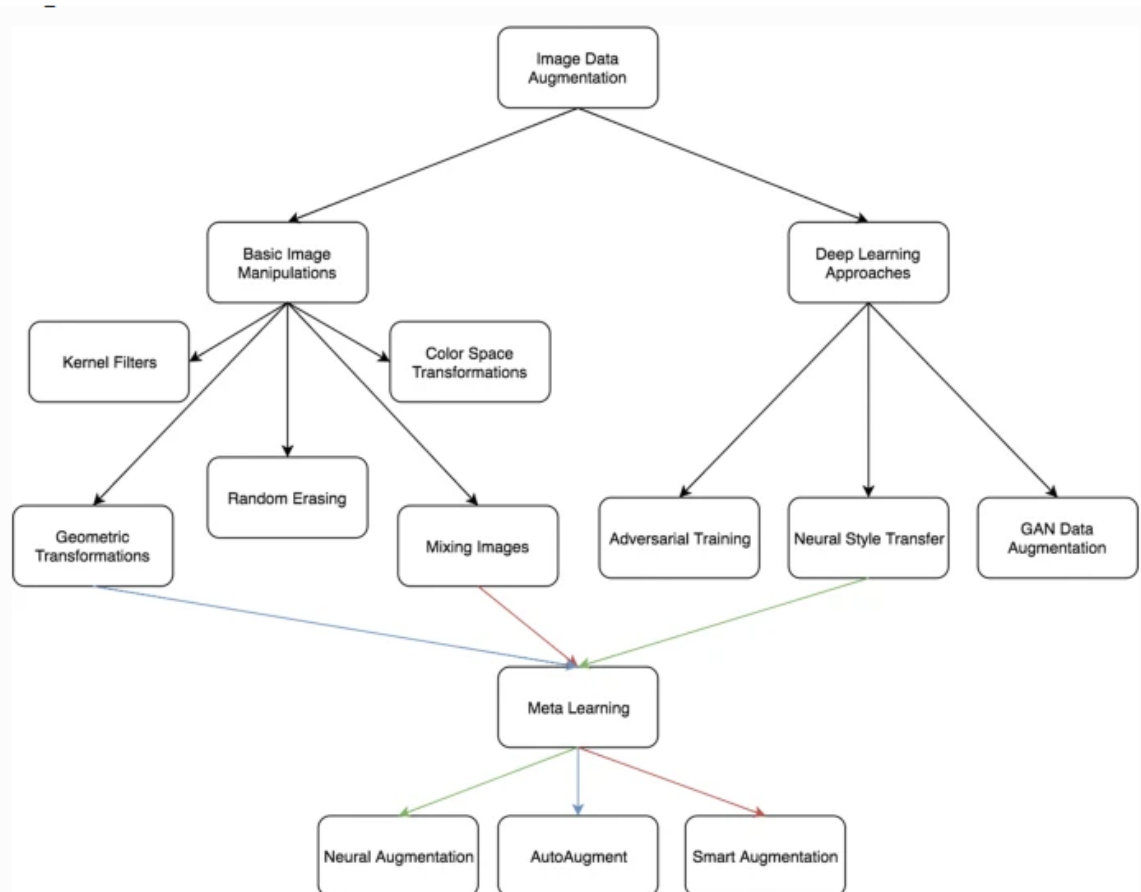 Image Data
Augmentation
Basic Image
Manipulations
Deep Learning
Approaches
Kernel Filters
Color Space
Transformations
Random Erasing
Geometric
Transformations
Mixing Images
Adversarial Training
Neural Style Transfer
GAN Data
Augmentation
Meta Learning
Neural Augmentation
AutoAugment
Smart Augmentation